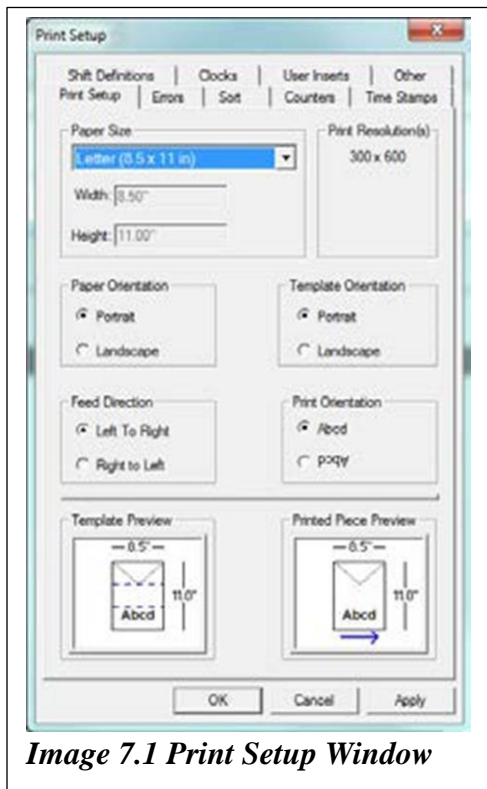 Print Setup
Shift Definitions Clocks User Inserts Other
Print Setup Errors Sort Counters Time Stamps
Paper Size
Letter (8.5 x 11 in)
Width: 8.50"
Height: 11.00"
Print Resolution(s)
300 x 600
Paper Orientation
Portrait
Landscape
Template Orientation
Portrait
Landscape
Feed Direction
Left To Right
Right to Left
Print Orientation
Abcd
Abcd
Template Preview
8.5"
11.0"
Abcd
Printed Piece Preview
8.5"
11.0"
Abcd
OK Cancel Apply
Image 7.1 Print Setup Window